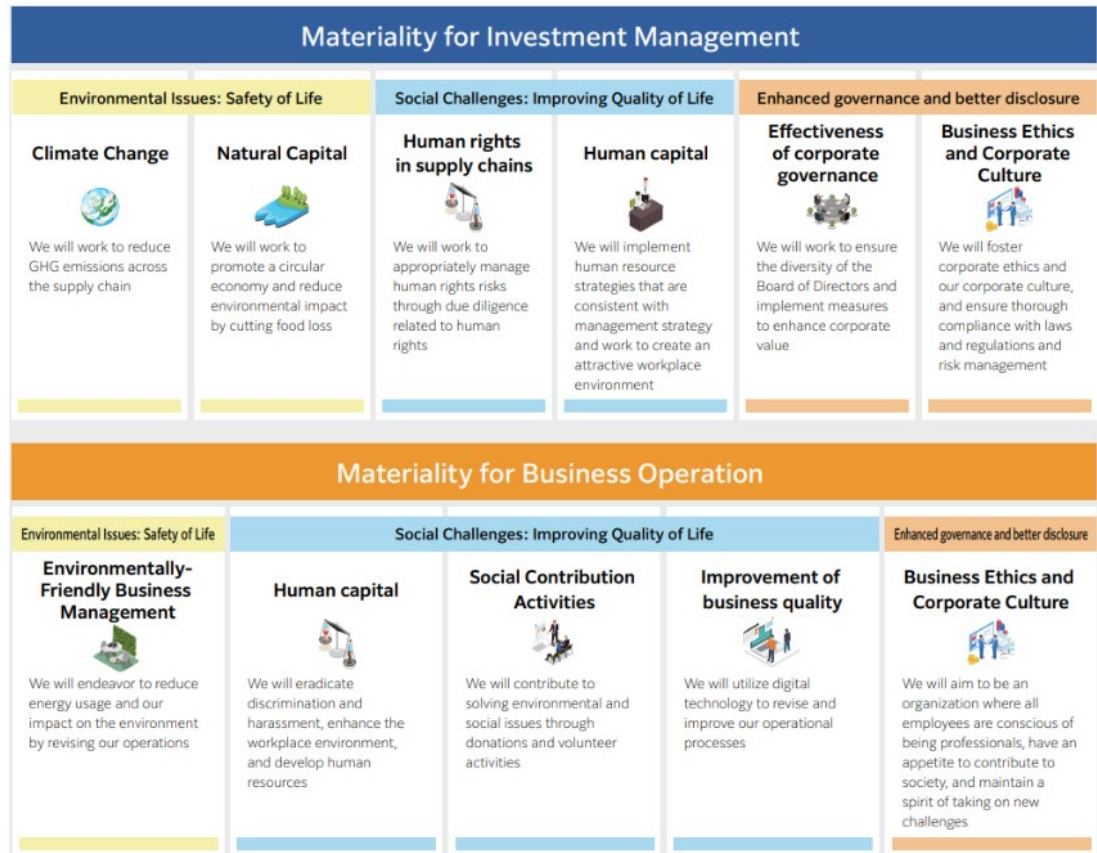 Materiality for Investment Management
Environmental Issues: Safety of Life
Social Challenges: Improving Quality of Life
Enhanced governance and better disclosure
Climate Change
We will work to reduce
GHG emissions across
the supply chain
Natural Capital
We will work to
promote a circular
economy and reduce
environmental impact
by cutting food loss
Human rights
in supply chains
We will work to
appropriately manage
human rights risks
through due diligence
related to human
rights
Human capital
We will implement
human resource
strategies that are
consistent with
management strategy
and work to create an
attractive workplace
environment
Effectiveness
of corporate
governance
We will work to ensure
the diversity of the
Board of Directors and
implement measures
to enhance corporate
value
Business Ethics
and Corporate
Culture
We will foster
corporate ethics and
our corporate culture,
and ensure thorough
compliance with laws
and regulations and
risk management
Materiality for Business Operation
Environmental Issues: Safety of Life
Social Challenges: Improving Quality of Life
Enhanced governance and better disclosure
Environmentally-
Friendly Business
Management
We will endeavor to reduce
energy usage and our
impact on the environment
by revising our operations
Human capital
We will eradicate
discrimination and
harassment, enhance the
workplace environment,
and develop human
resources
Social Contribution
Activities
We will contribute to
solving environmental and
social issues through
donations and volunteer
activities
Improvement of
business quality
We will utilize digital
technology to revise and
improve our operational
processes
Business Ethics and
Corporate Culture
We will aim to be an
organization where all
employees are conscious of
being professionals, have an
appetite to contribute to
society, and maintain a
spirit of taking on new
challenges